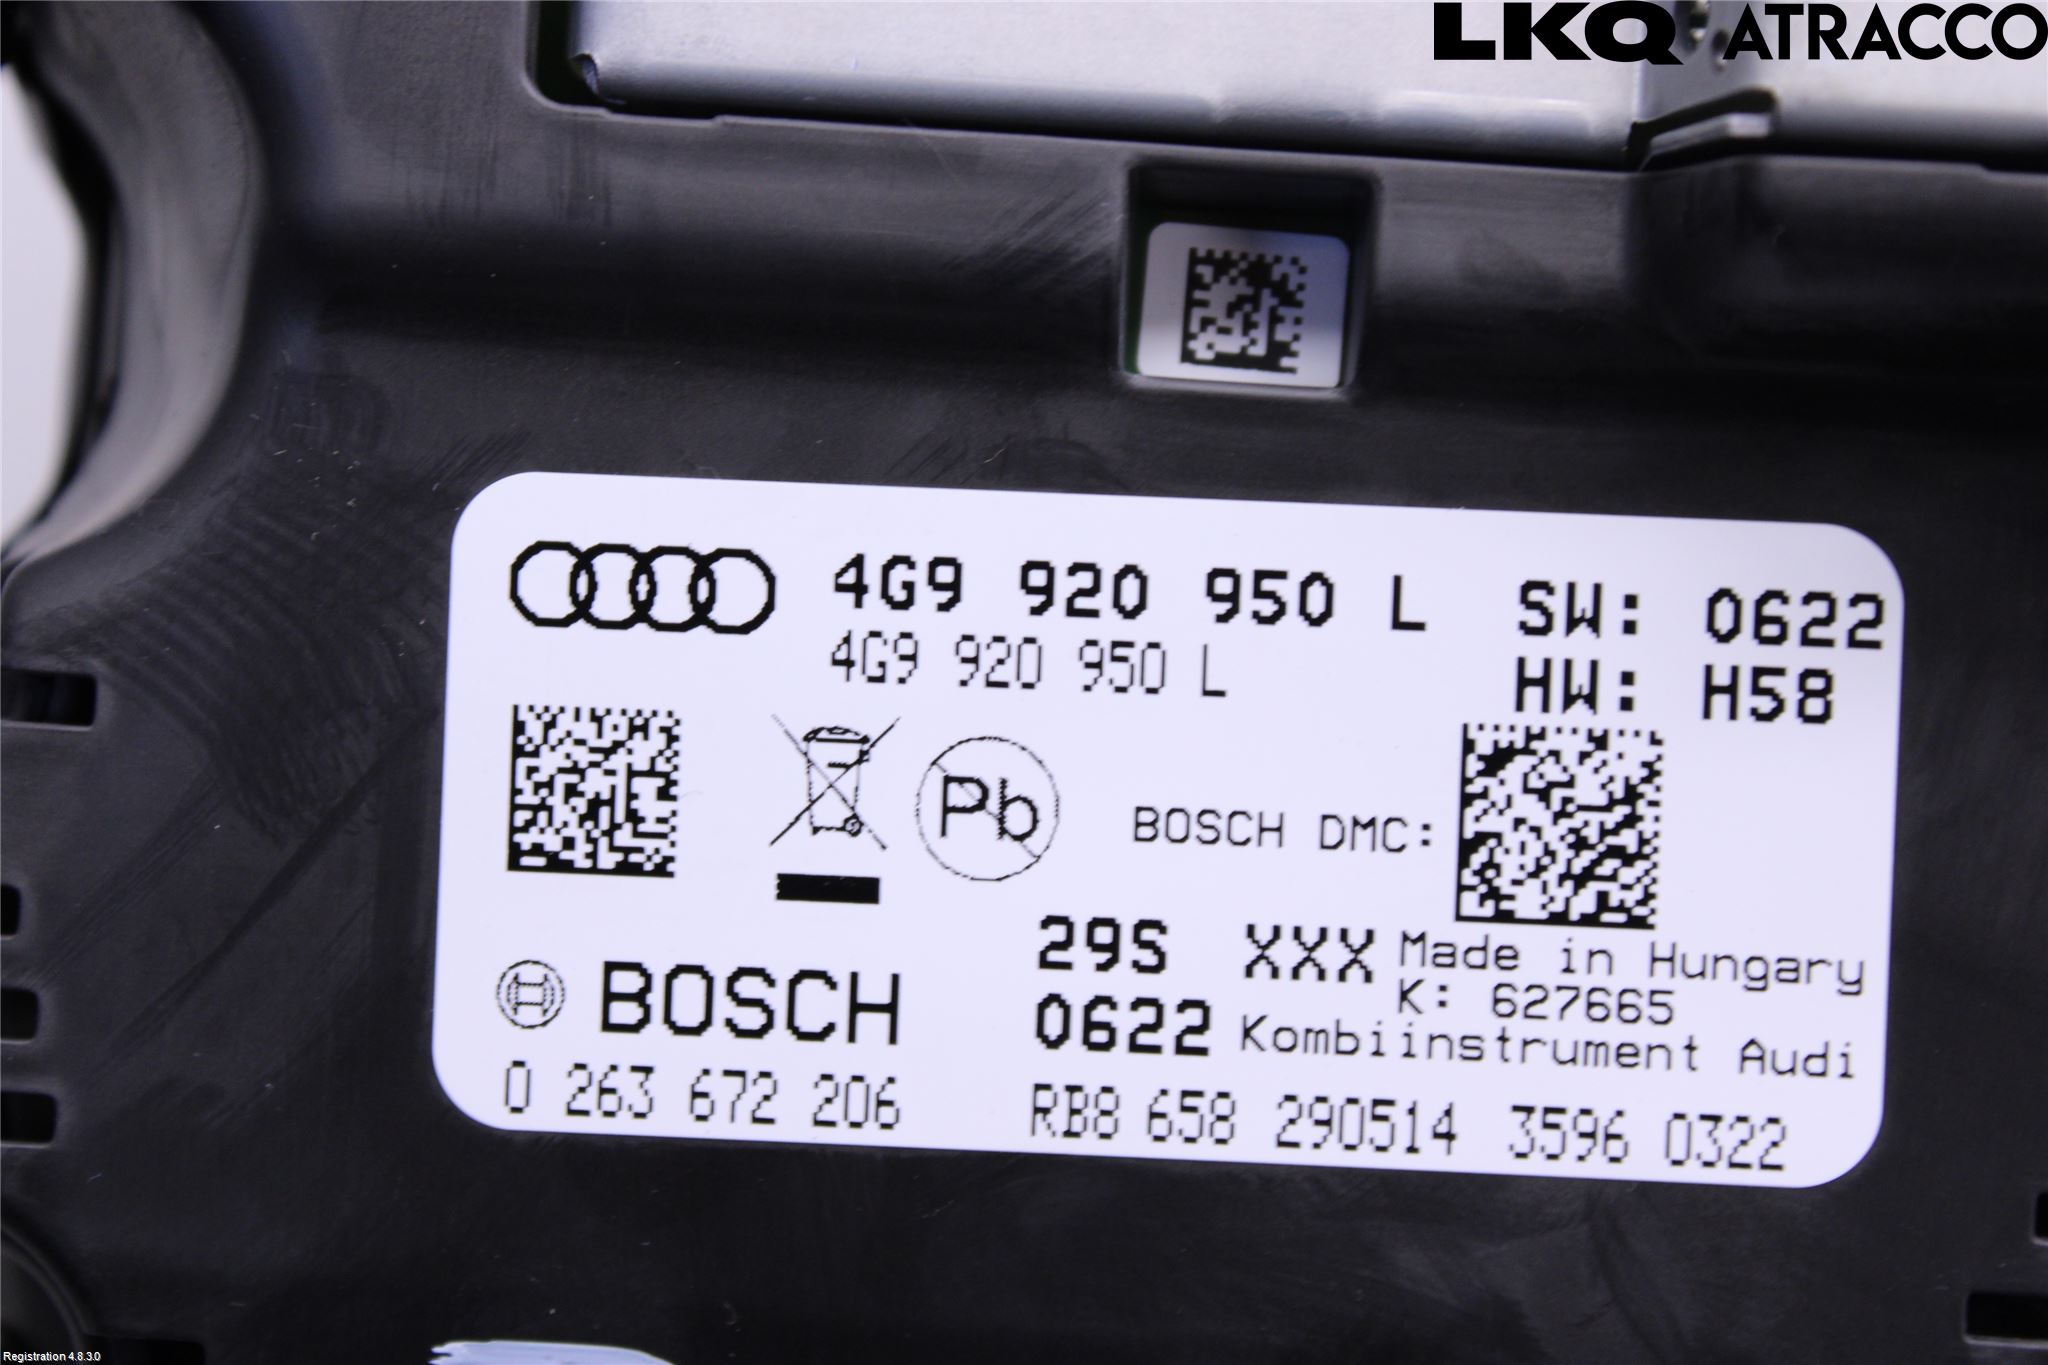 LKQ ATRACCO
4G9 920 950 L SW: 0622
4G9 920 950 L HW: H58
Pb
BOSCH DMC:
29S XXX Made in Hungary
K: 627665
BOSCH 0622 Kombiinstrument Audi
0 263 672 206 RB8 658 290514 3596 0322
Registration 4.8.3.0